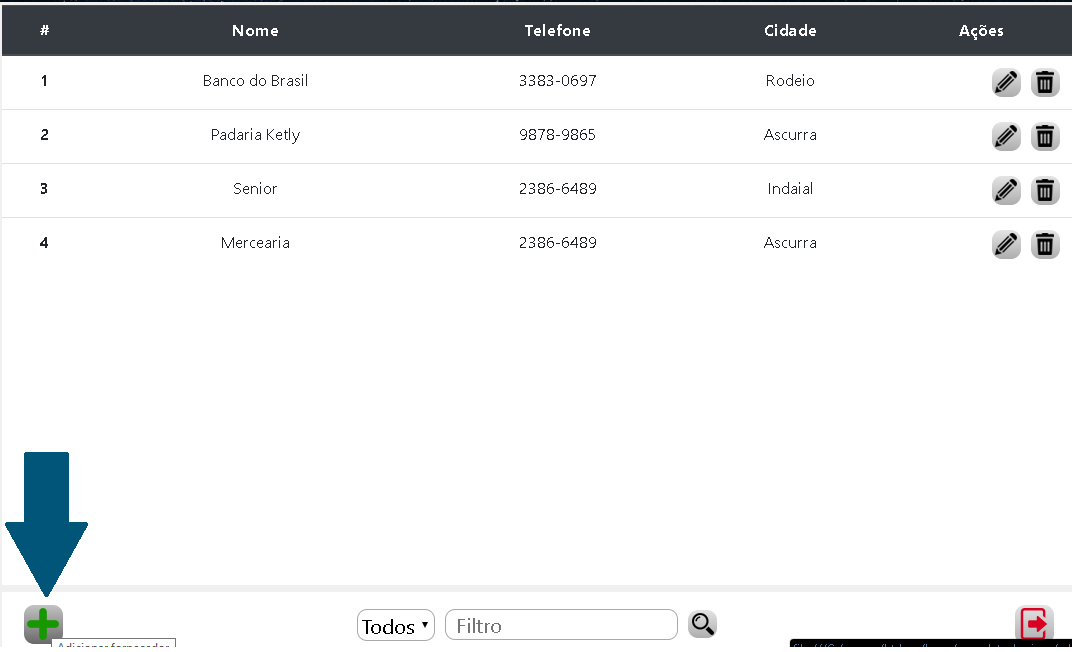 # Nome Telefone Cidade Ações
1 Banco do Brasil 3383-0697 Rodeio
2 Padaria Ketly 9878-9865 Ascurra
3 Senior 2386-6489 Indaial
4 Mercearia 2386-6489 Ascurra
Todos Filtro
Adicionar fornecedor